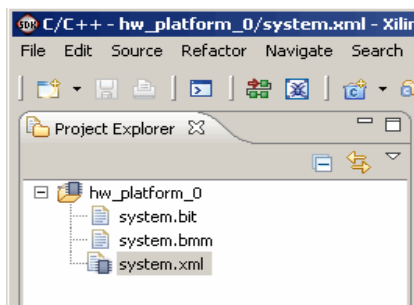 SDK C/C++ - hw_platform_0/system.xml - Xilin
File Edit Source Refactor Navigate Search
Project Explorer
hw_platform_0
system.bit
system.bmm
system.xml